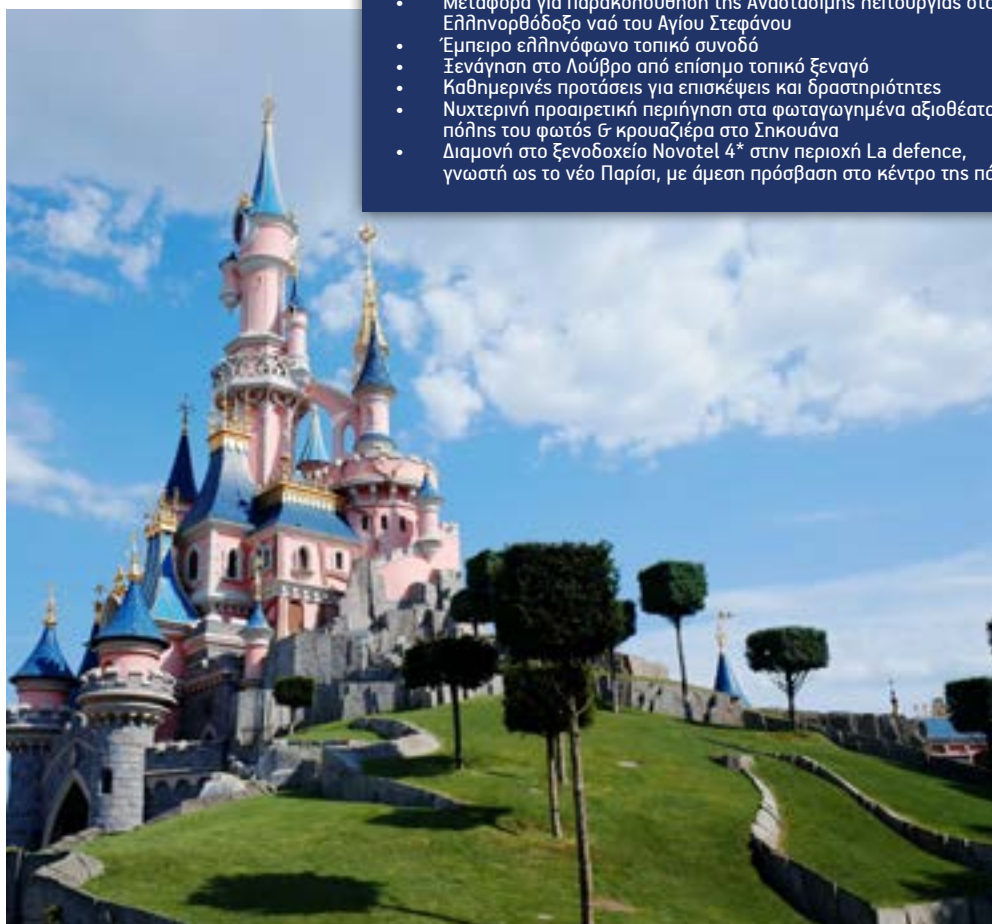 • Μεταφορά για παρακολούθηση της Αναστάσιμης λειτουργίας στον
Ελληνορθόδοξο ναό του Αγίου Στεφάνου
• Έμπειρο ελληνόφωνο τοπικό συνοδό
• Ξενάγηση στο Λούβρο από επίσημο τοπικό ξεναγό
• Καθημερινές προτάσεις για επισκέψεις και δραστηριότητες
• Νυχτερινή προαιρετική περιήγηση στα φωταγωγημένα αξιοθέατα
πόλης του φωτός & κρουαζιέρα στο Σηκουάνα
• Διαμονή στο ξενοδοχείο Novotel 4* στην περιοχή La defence,
γνωστή ως το νέο Παρίσι, με άμεση πρόσβαση στο κέντρο της